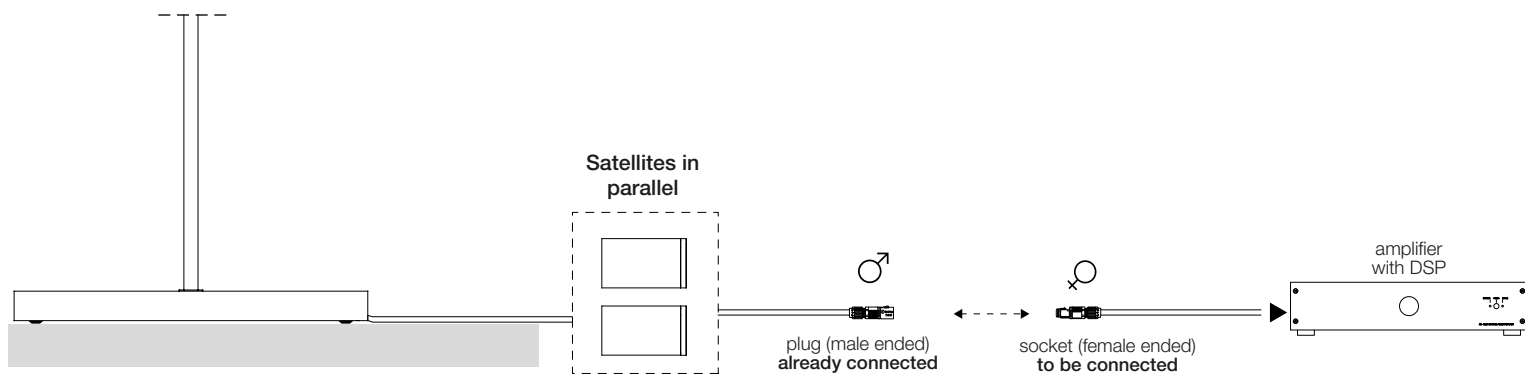 Satellites in
parallel
plug (male ended)
already connected
socket (female ended)
to be connected
amplifier
with DSP